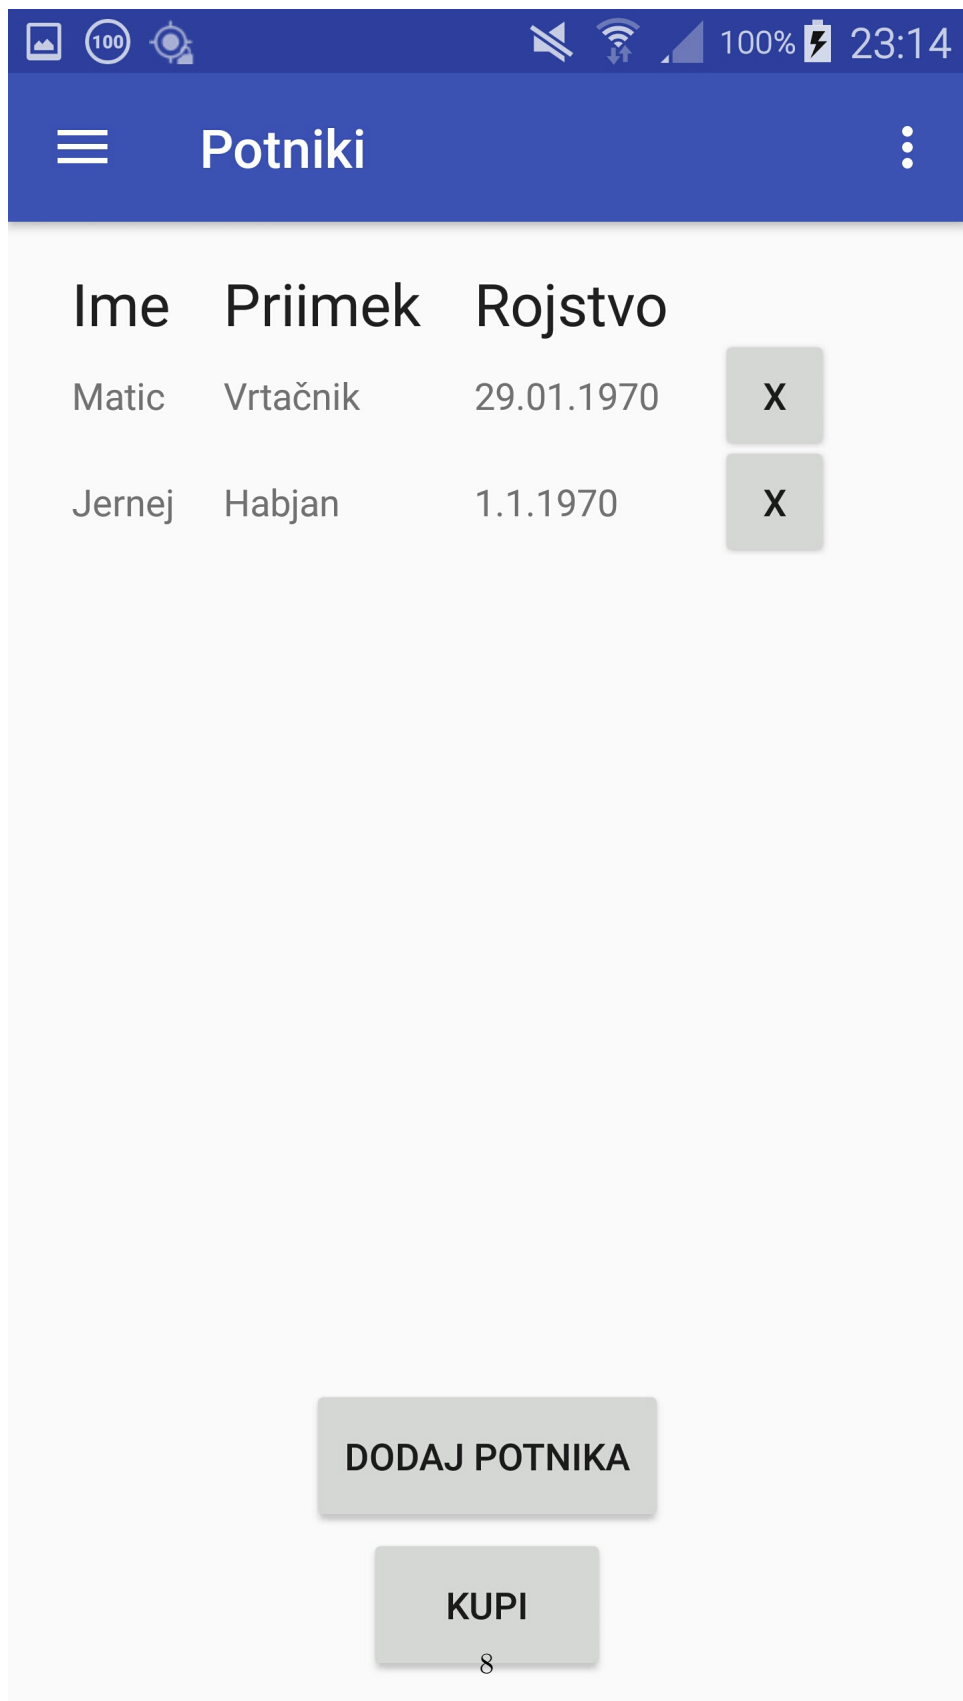 100 100% 23:14
Potniki
Ime Priimek Rojstvo
Matic Vrtačnik 29.01.1970 X
Jernej Habjan 1.1.1970 X
DODAJ POTNIKA
KUPI
8